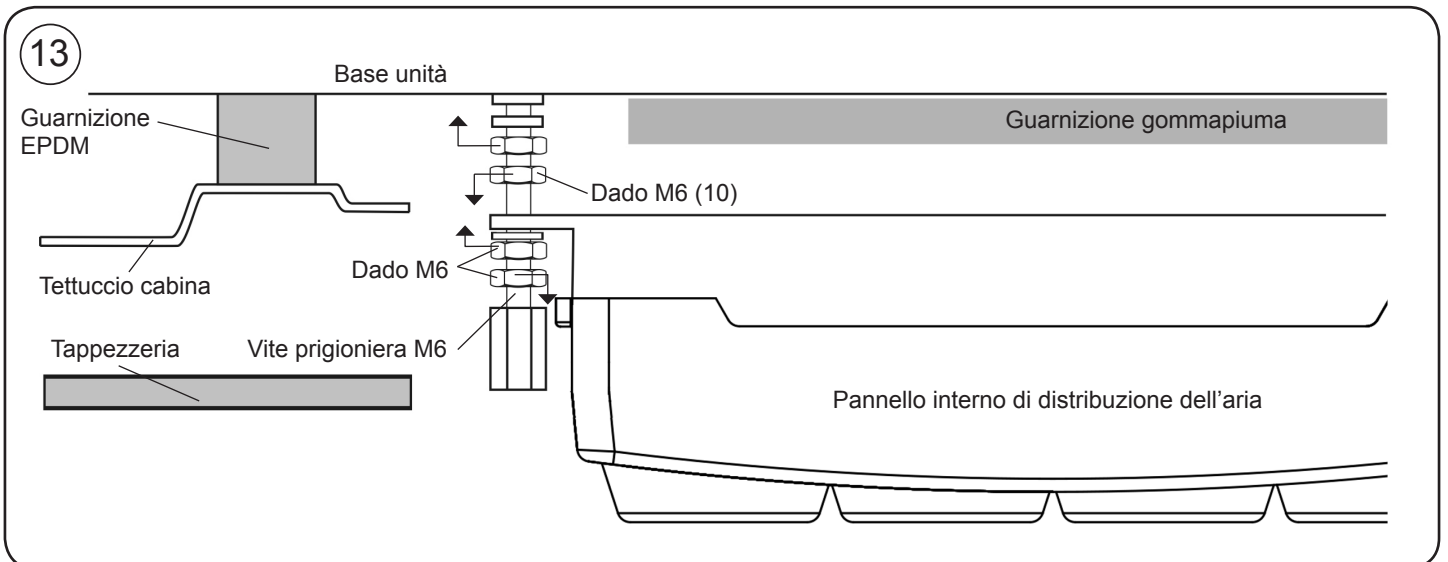 13
Base unità
Guarnizione
EPDM
Guarnizione gommapiuma
Dado M6 (10)
Dado M6
Tettuccio cabina
Tappezzeria
Vite prigioniera M6
Pannello interno di distribuzione dell’aria